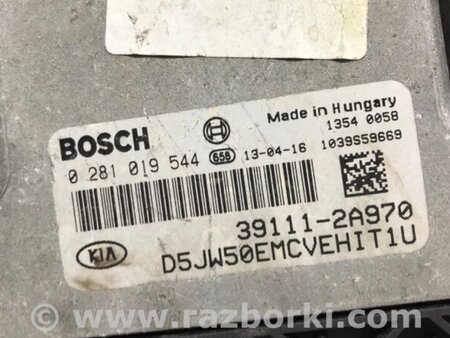 BOSCH
Made in Hungary
1354 0058
0 281 019 544 658 13-04-16 1039S59669
39111-2A970
KIA D5JW50EMCVEHIT1U
© www.razborki.com